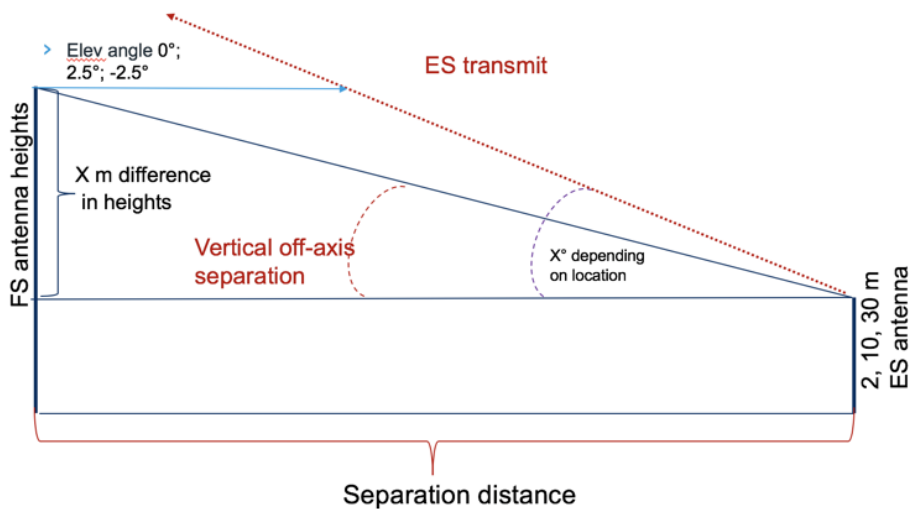 > Elev angle 0°;
2.5°; -2.5°
ES transmit
FS antenna heights
X m difference
in heights
Vertical off-axis
separation
X° depending
on location
2, 10, 30 m
ES antenna
Separation distance